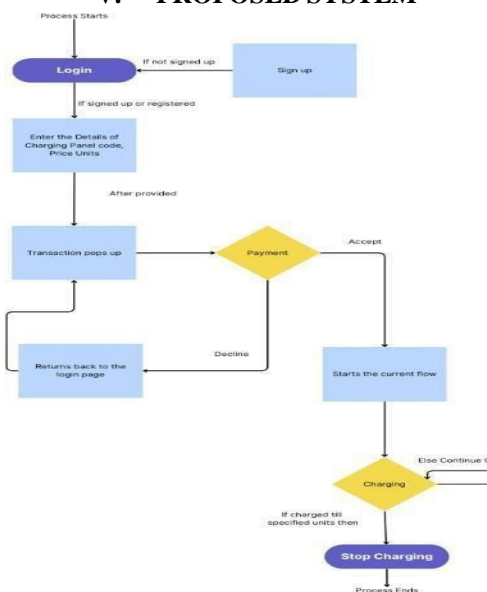 V. PROPOSED SYSTEM
Process Starts
Login
If not signed up
Sign up
If signed up or registered
Enter the Details of
Charging Panel code,
Price Units
After provided
Transaction pops up
Payment
Accept
Decline
Returns back to the
login page
Starts the current flow
Else Continue
Charging
If charged till
specified units then
Stop Charging
Process Ends